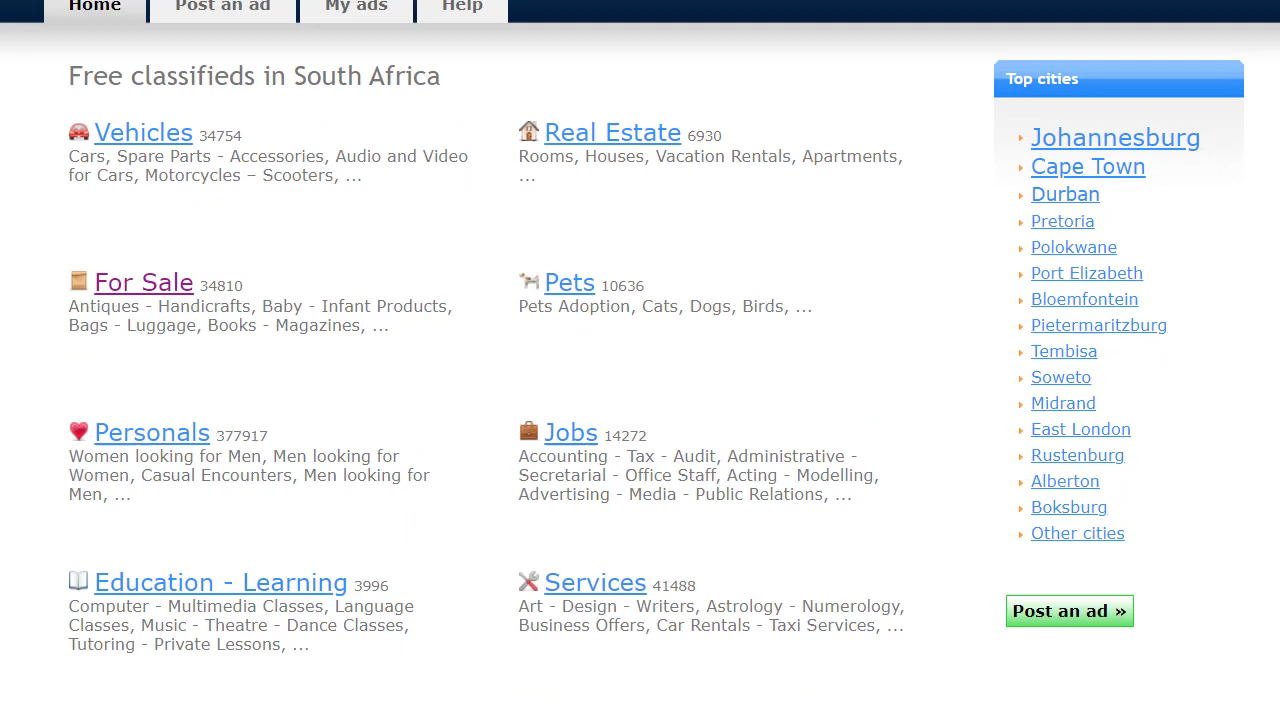 Home Post an ad My ads Help
Free classifieds in South Africa
Vehicles 34754
Cars, Spare Parts - Accessories, Audio and Video
for Cars, Motorcycles – Scooters, ...
Real Estate 6930
Rooms, Houses, Vacation Rentals, Apartments,
...
For Sale 34810
Antiques - Handicrafts, Baby - Infant Products,
Bags - Luggage, Books - Magazines, ...
Pets 10636
Pets Adoption, Cats, Dogs, Birds, ...
Personals 377917
Women looking for Men, Men looking for
Women, Casual Encounters, Men looking for
Men, ...
Jobs 14272
Accounting - Tax - Audit, Administrative -
Secretarial - Office Staff, Acting - Modelling,
Advertising - Media - Public Relations, ...
Education - Learning 3996
Computer - Multimedia Classes, Language
Classes, Music - Theatre - Dance Classes,
Tutoring - Private Lessons, ...
Services 41488
Art - Design - Writers, Astrology - Numerology,
Business Offers, Car Rentals - Taxi Services, ...
Top cities
Johannesburg
Cape Town
Durban
Pretoria
Polokwane
Port Elizabeth
Bloemfontein
Pietermaritzburg
Tembisa
Soweto
Midrand
East London
Rustenburg
Alberton
Boksburg
Other cities
Post an ad »